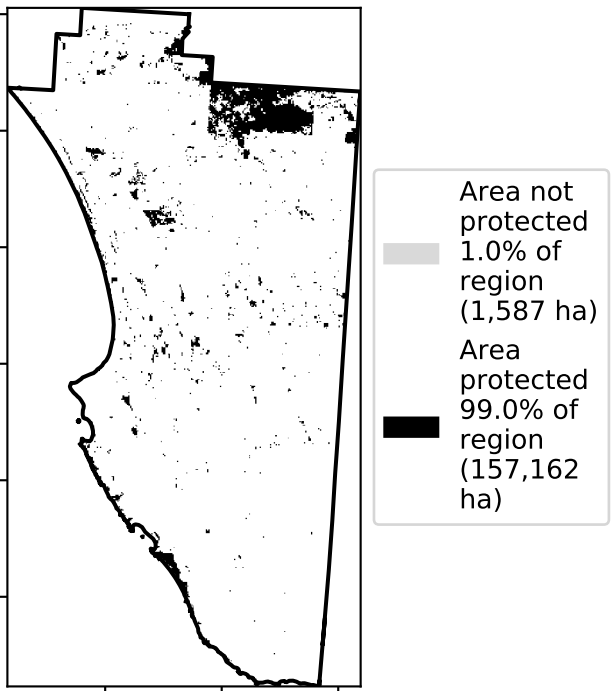 Area not
protected
1.0% of
region
(1,587 ha)
Area
protected
99.0% of
region
(157,162
ha)